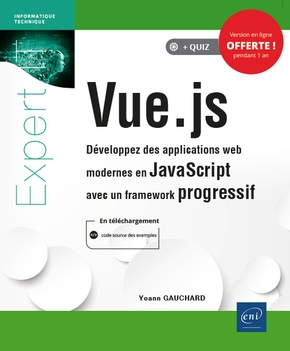 INFORMATIQUE
TECHNIQUE
Expert IT
+ QUIZ
Version en ligne
OFFERTE !
pendant 1 an
Vue.js
Développez des applications web
modernes en JavaScript
avec un framework progressif
En téléchargement
code source des exemples
Yoann GAUCHARD
eni